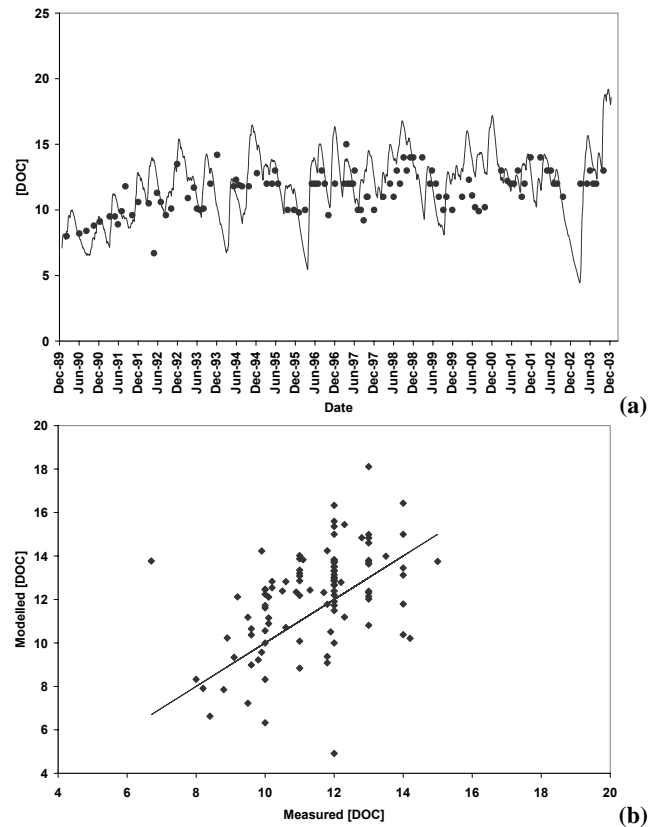 25
20
15
10
5
0
[DOC]
Dec-89
Jun-90
Dec-90
Jun-91
Dec-91
Jun-92
Dec-92
Jun-93
Dec-93
Jun-94
Dec-94
Jun-95
Dec-95
Jun-96
Dec-96
Jun-97
Dec-97
Jun-98
Dec-98
Jun-99
Dec-99
Jun-00
Dec-00
Jun-01
Dec-01
Jun-02
Dec-02
Jun-03
Dec-03
Date
(a)
20
18
16
14
12
10
8
6
4
Modelled [DOC]
4 6 8 10 12 14 16 18 20
Measured [DOC]
(b)